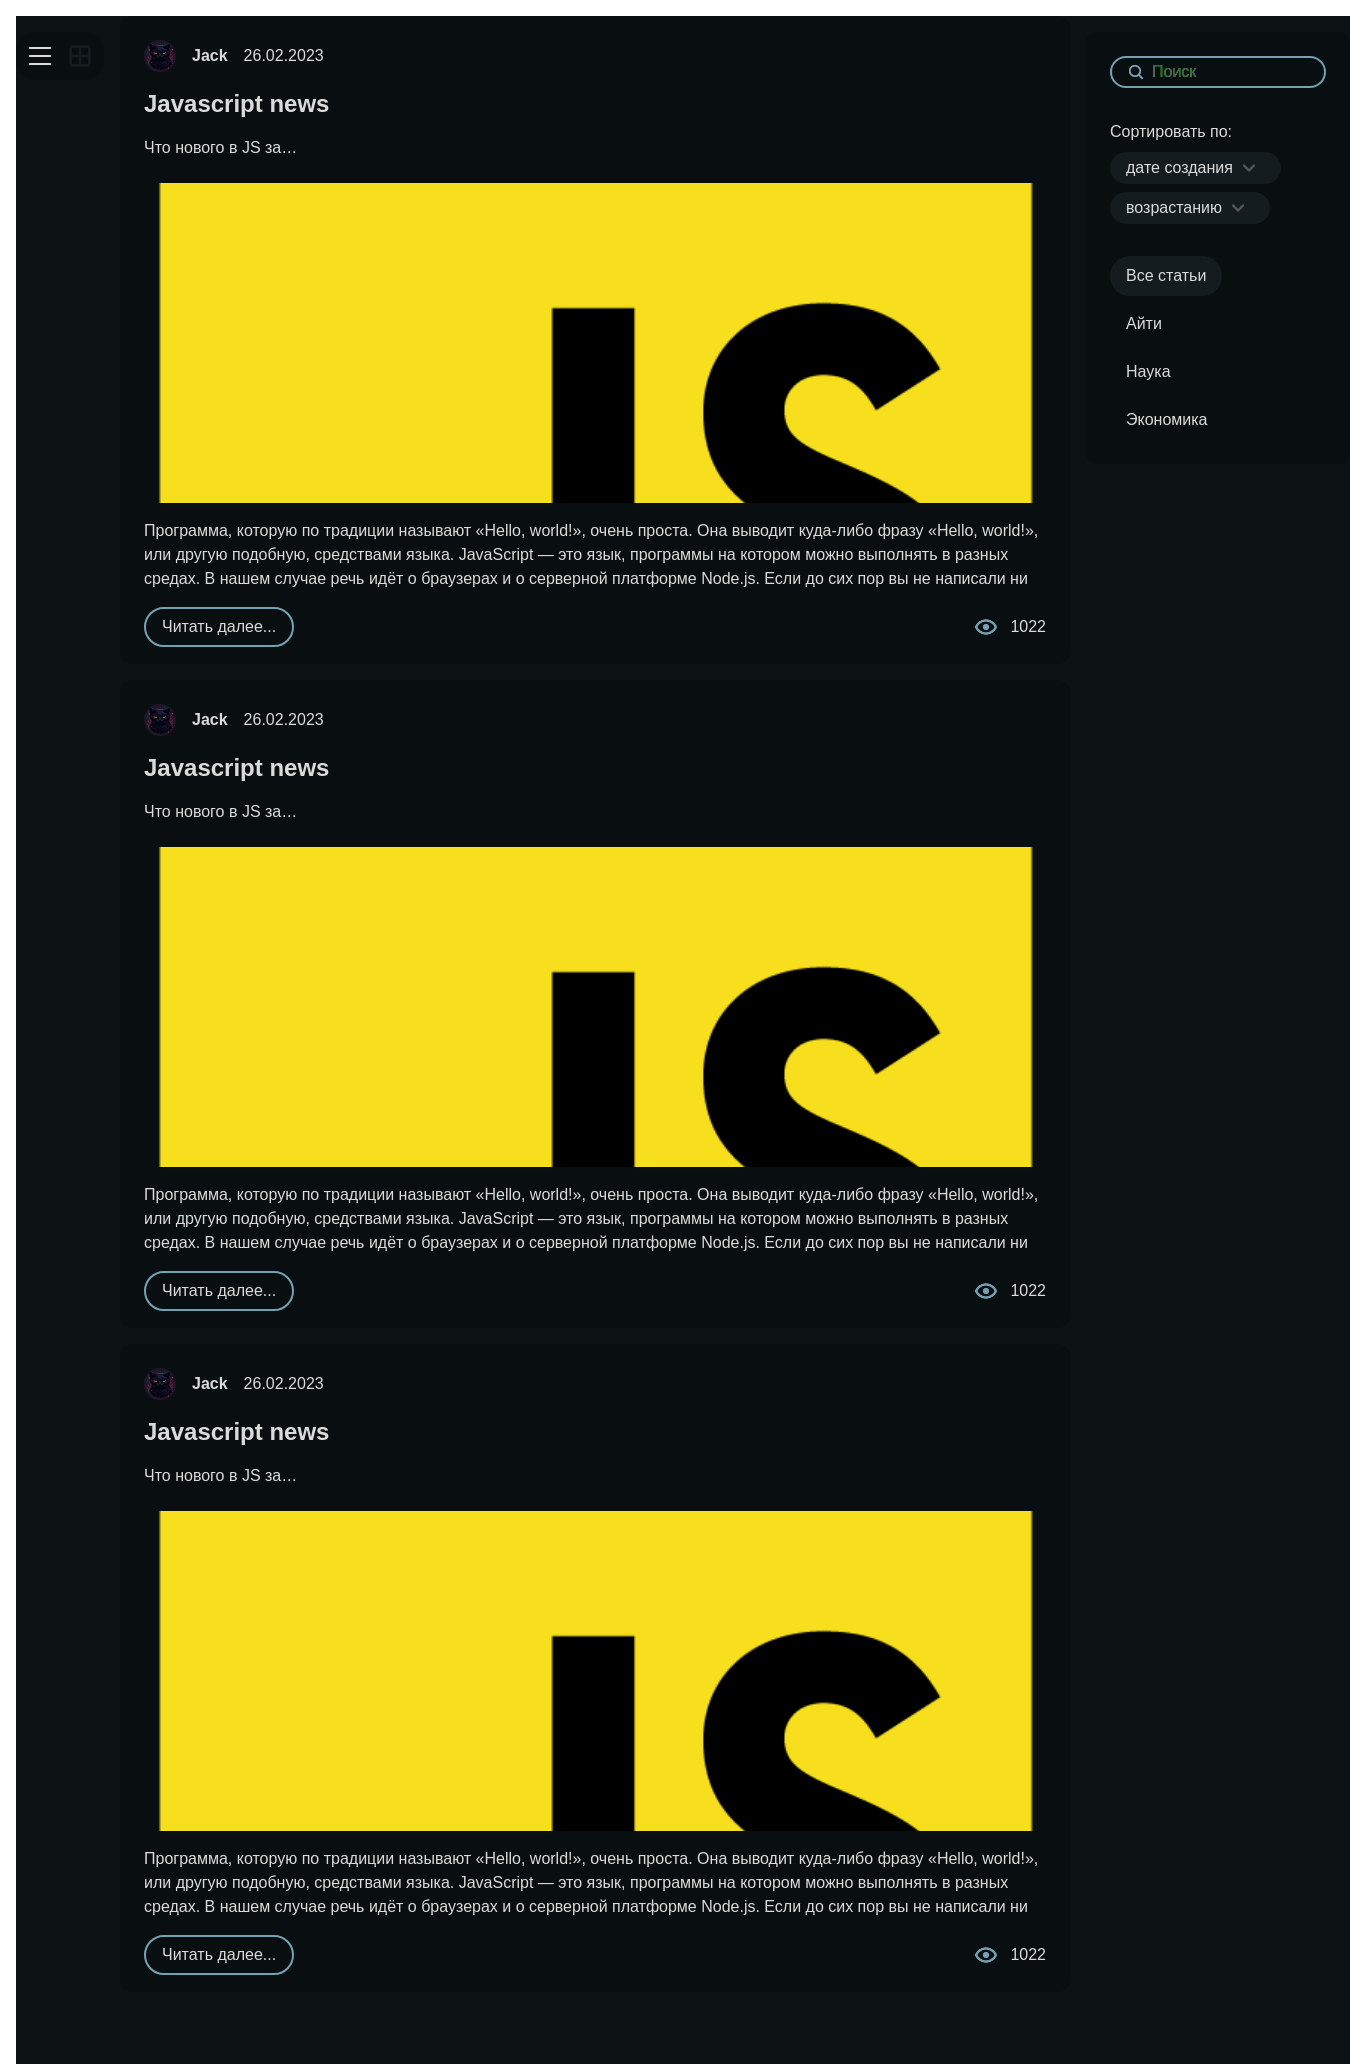 Jack 26.02.2023
Javascript news
Что нового в JS за…
JS
Программа, которую по традиции называют «Hello, world!», очень проста. Она выводит куда-либо фразу «Hello, world!»,
или другую подобную, средствами языка. JavaScript — это язык, программы на котором можно выполнять в разных
средах. В нашем случае речь идёт о браузерах и о серверной платформе Node.js. Если до сих пор вы не написали ни
Читать далее...
1022
Jack 26.02.2023
Javascript news
Что нового в JS за…
JS
Программа, которую по традиции называют «Hello, world!», очень проста. Она выводит куда-либо фразу «Hello, world!»,
или другую подобную, средствами языка. JavaScript — это язык, программы на котором можно выполнять в разных
средах. В нашем случае речь идёт о браузерах и о серверной платформе Node.js. Если до сих пор вы не написали ни
Читать далее...
1022
Jack 26.02.2023
Javascript news
Что нового в JS за…
JS
Программа, которую по традиции называют «Hello, world!», очень проста. Она выводит куда-либо фразу «Hello, world!»,
или другую подобную, средствами языка. JavaScript — это язык, программы на котором можно выполнять в разных
средах. В нашем случае речь идёт о браузерах и о серверной платформе Node.js. Если до сих пор вы не написали ни
Читать далее...
1022
Поиск
Сортировать по:
дате создания
возрастанию
Все статьи
Айти
Наука
Экономика